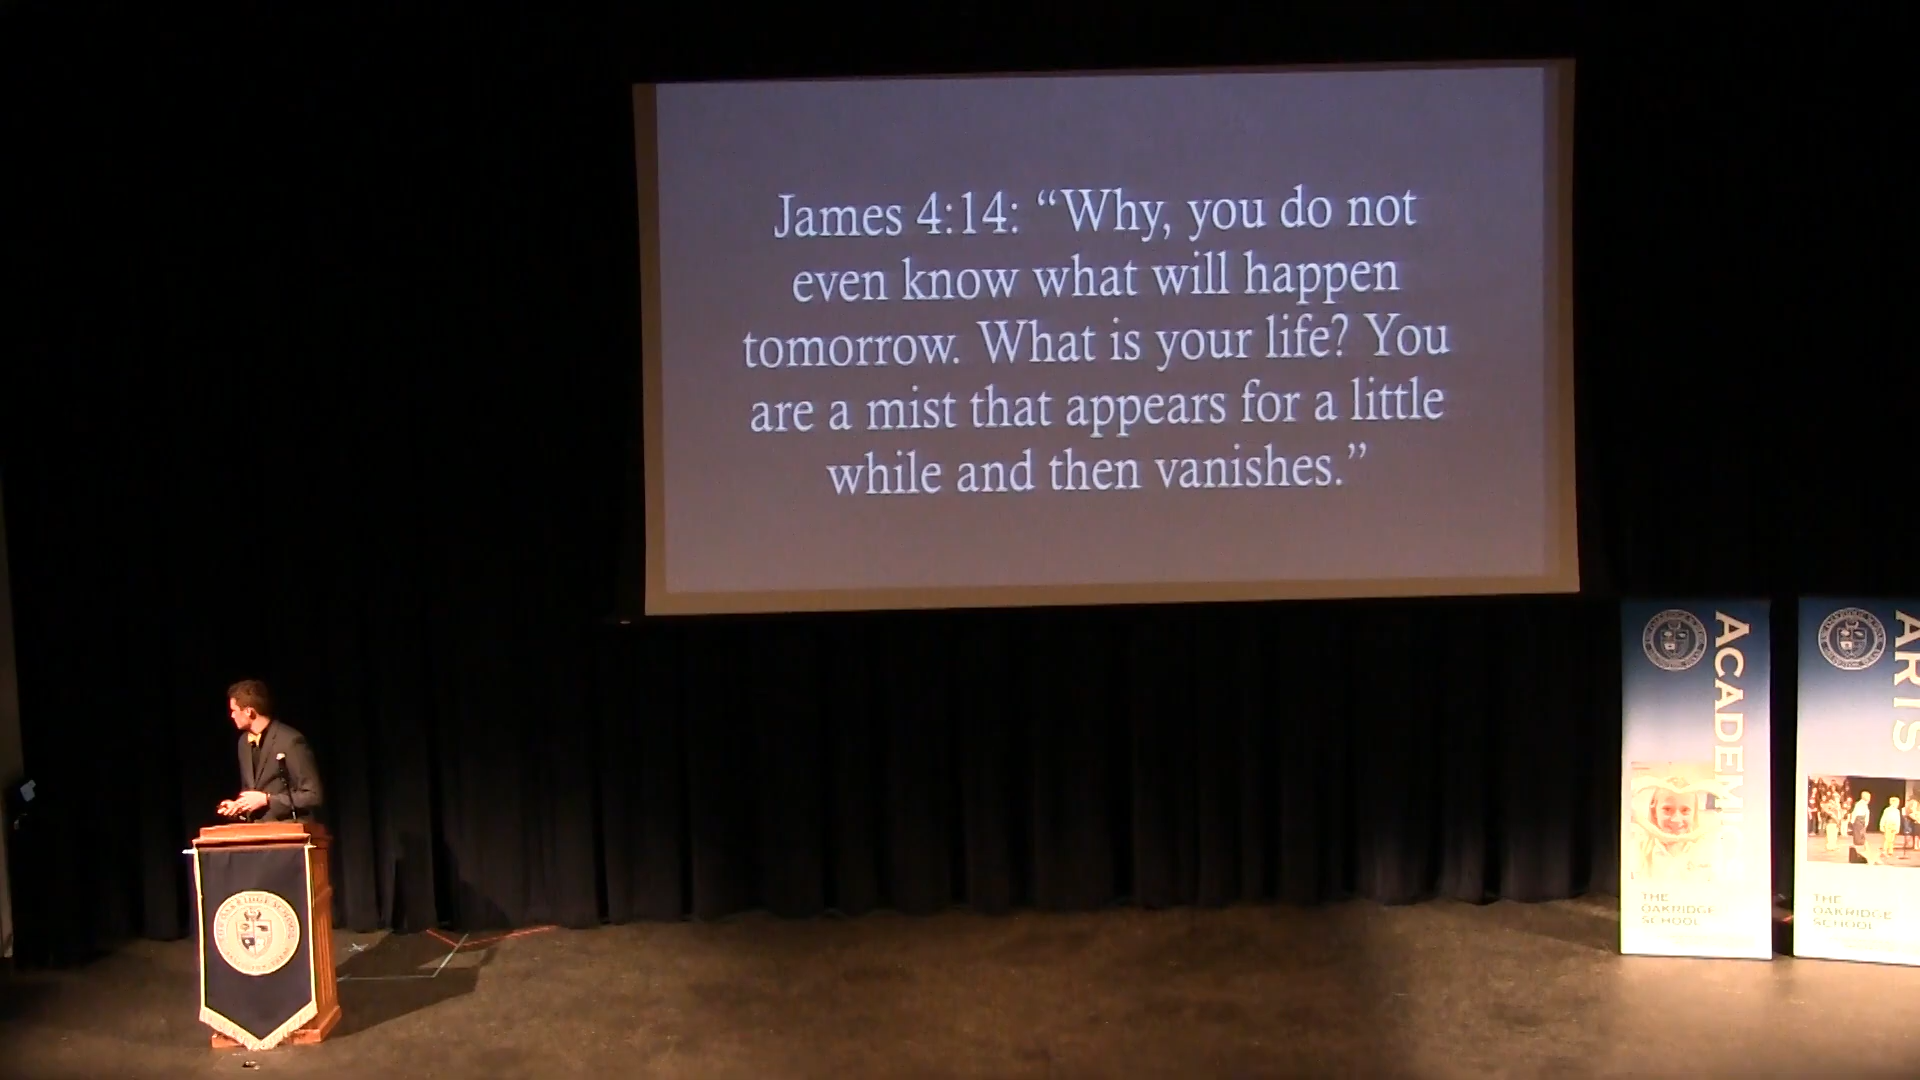 James 4:14: “Why, you do not
even know what will happen
tomorrow. What is your life? You
are a mist that appears for a little
while and then vanishes.”
THE
OAKRIDGE
SCHOOL
ARTS
THE
OAKRIDGE
SCHOOL